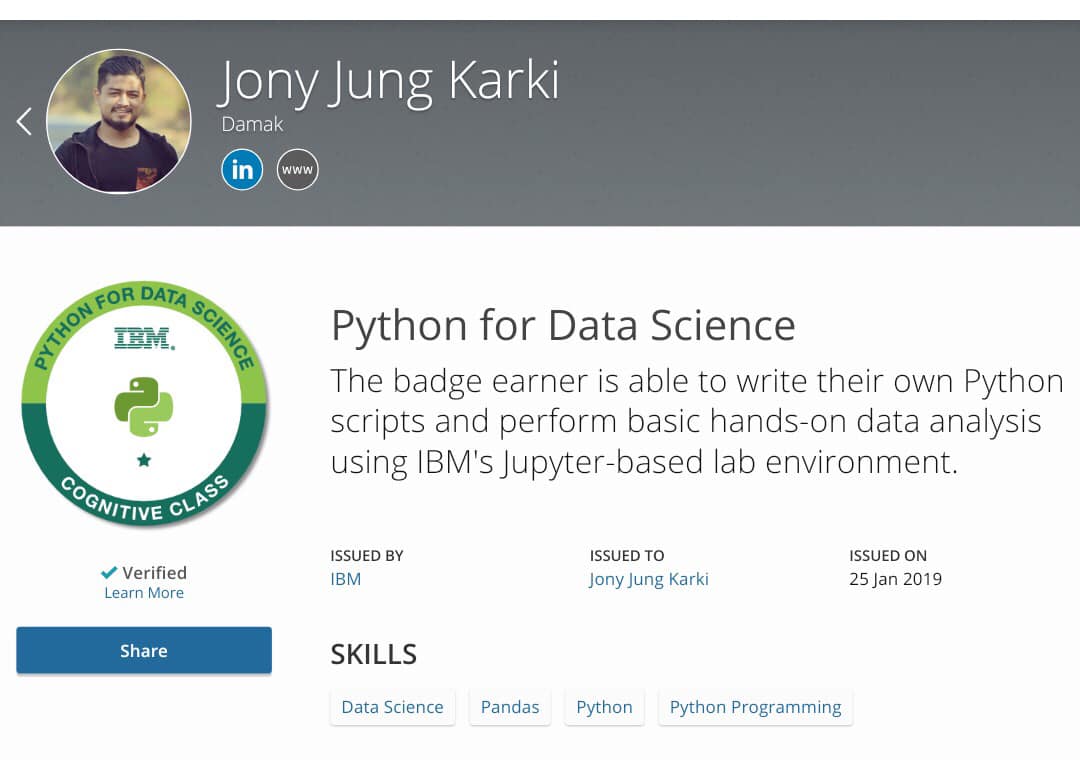 Jony Jung Karki
Damak
in
www
PYTHON FOR DATA SCIENCE
IBM.
COGNITIVE CLASS
Verified
Learn More
Share
Python for Data Science
The badge earner is able to write their own Python
scripts and perform basic hands-on data analysis
using IBM's Jupyter-based lab environment.
ISSUED BY
IBM
ISSUED TO
Jony Jung Karki
ISSUED ON
25 Jan 2019
SKILLS
Data Science
Pandas
Python
Python Programming